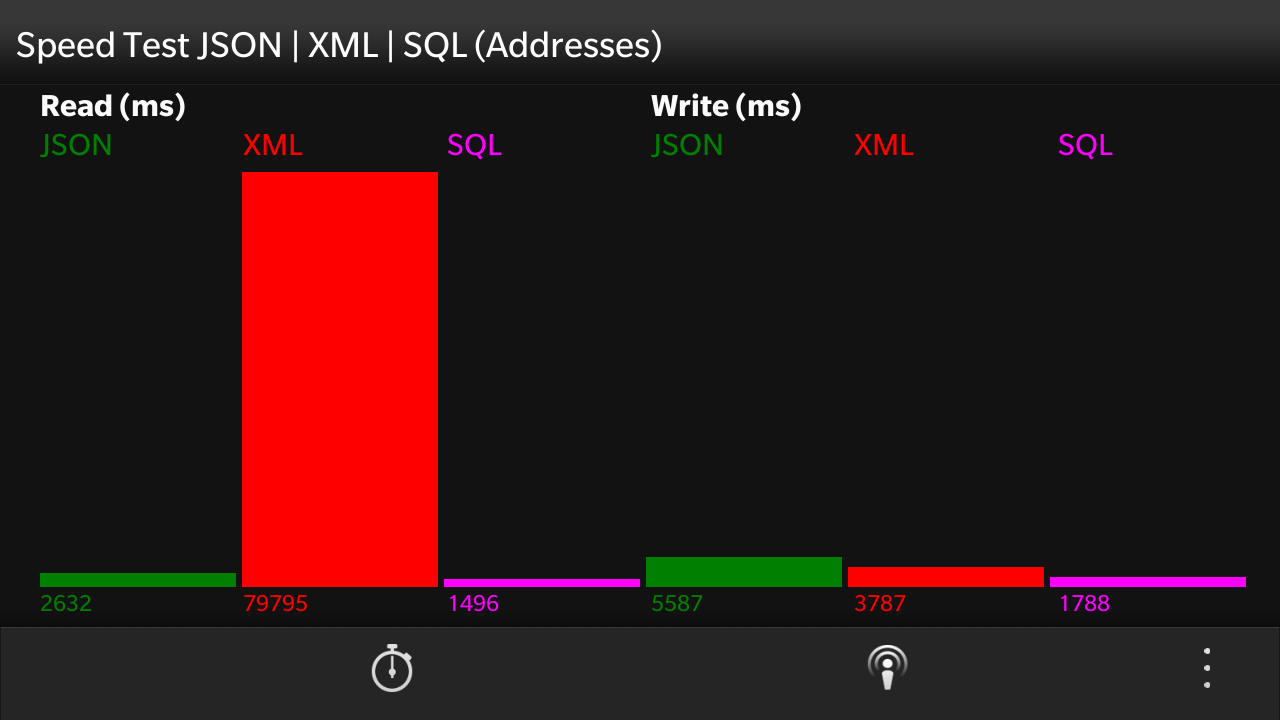 Speed Test JSON | XML | SQL (Addresses)
Read (ms) Write (ms)
JSON XML SQL JSON XML SQL
2632 79795 1496 5587 3787 1788